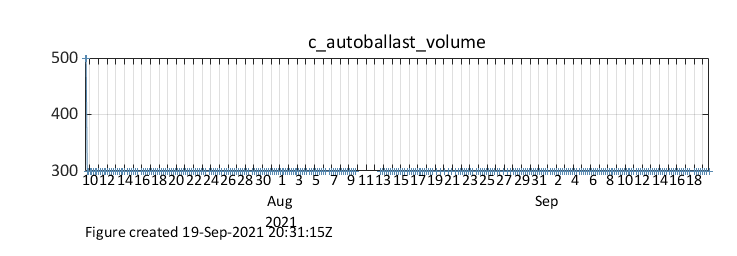 c_autoballast_volume
500
400
300
10 12 14 16 18 20 22 24 26 28 30 1 3 5 7 9 11 13 15 17 19 21 23 25 27 29 31 2 4 6 8 10 12 14 16 18
Aug Sep
2021
Figure created 19-Sep-2021 20:31:15Z